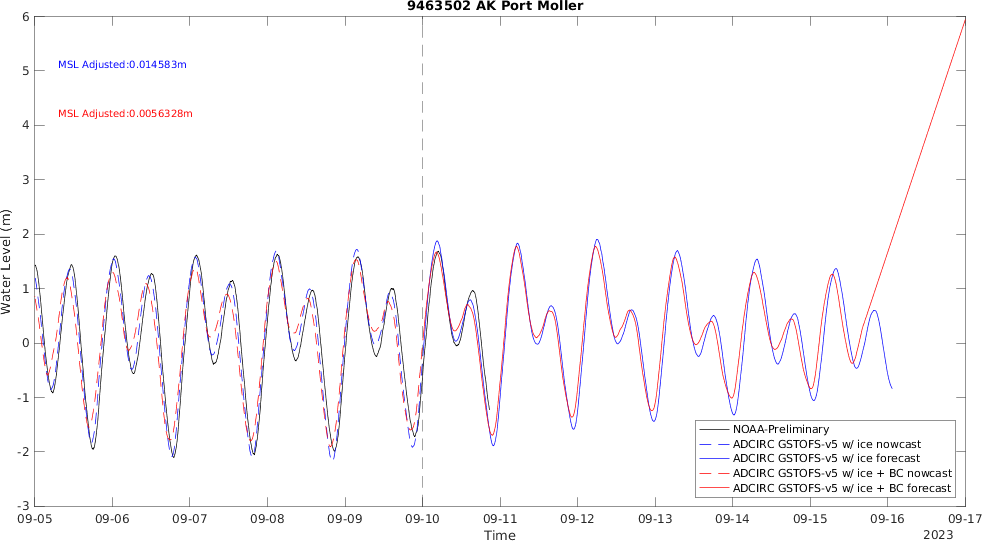 9463502 AK Port Moller
6
5
4
3
2
1
0
-1
-2
-3
Water Level (m)
MSL Adjusted:0.014583m
MSL Adjusted:0.0056328m
NOAA-Preliminary
ADCIRC GSTOFS-v5 w/ ice nowcast
ADCIRC GSTOFS-v5 w/ ice forecast
ADCIRC GSTOFS-v5 w/ ice + BC nowcast
ADCIRC GSTOFS-v5 w/ ice + BC forecast
09-05 09-06 09-07 09-08 09-09 09-10 09-11 09-12 09-13 09-14 09-15 09-16 09-17
Time
2023